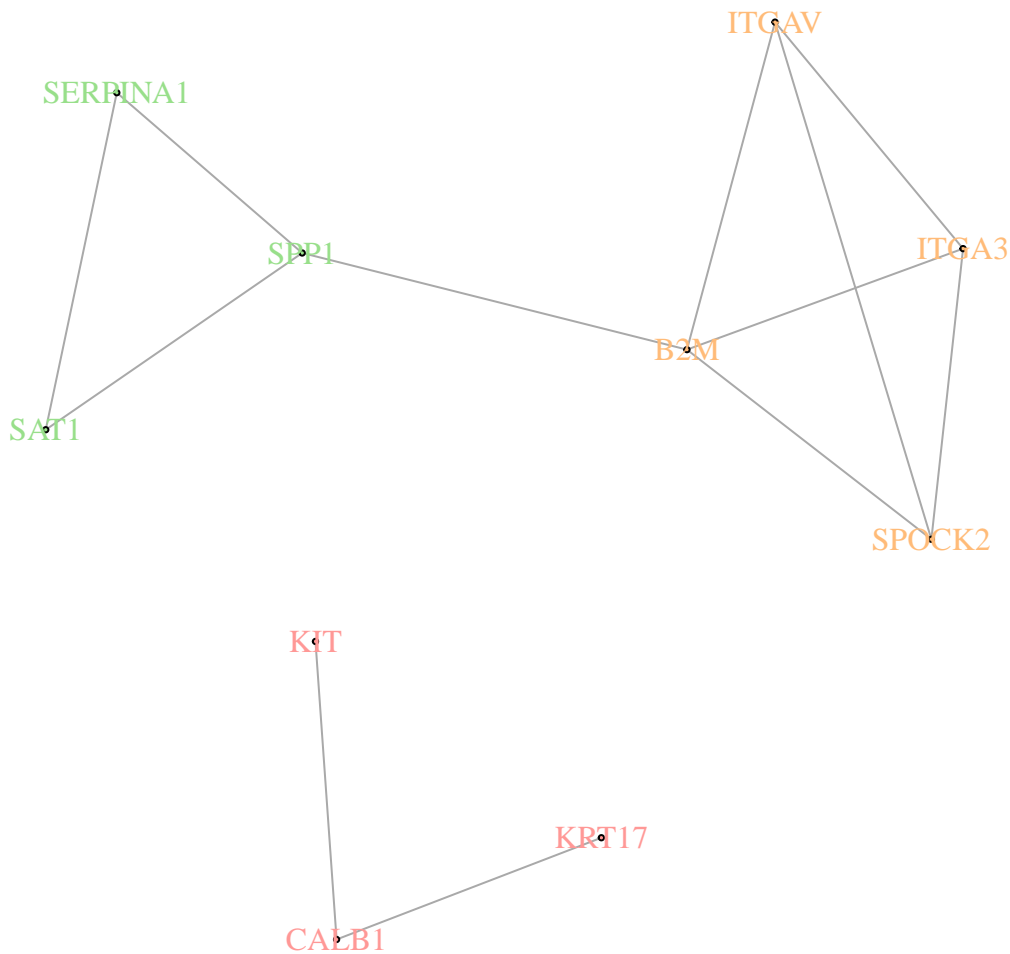 ITGAV
SERPINA1
ITGA3
SPP1
B2M
SAT1
SPOCK2
KIT
KRT17
CALB1